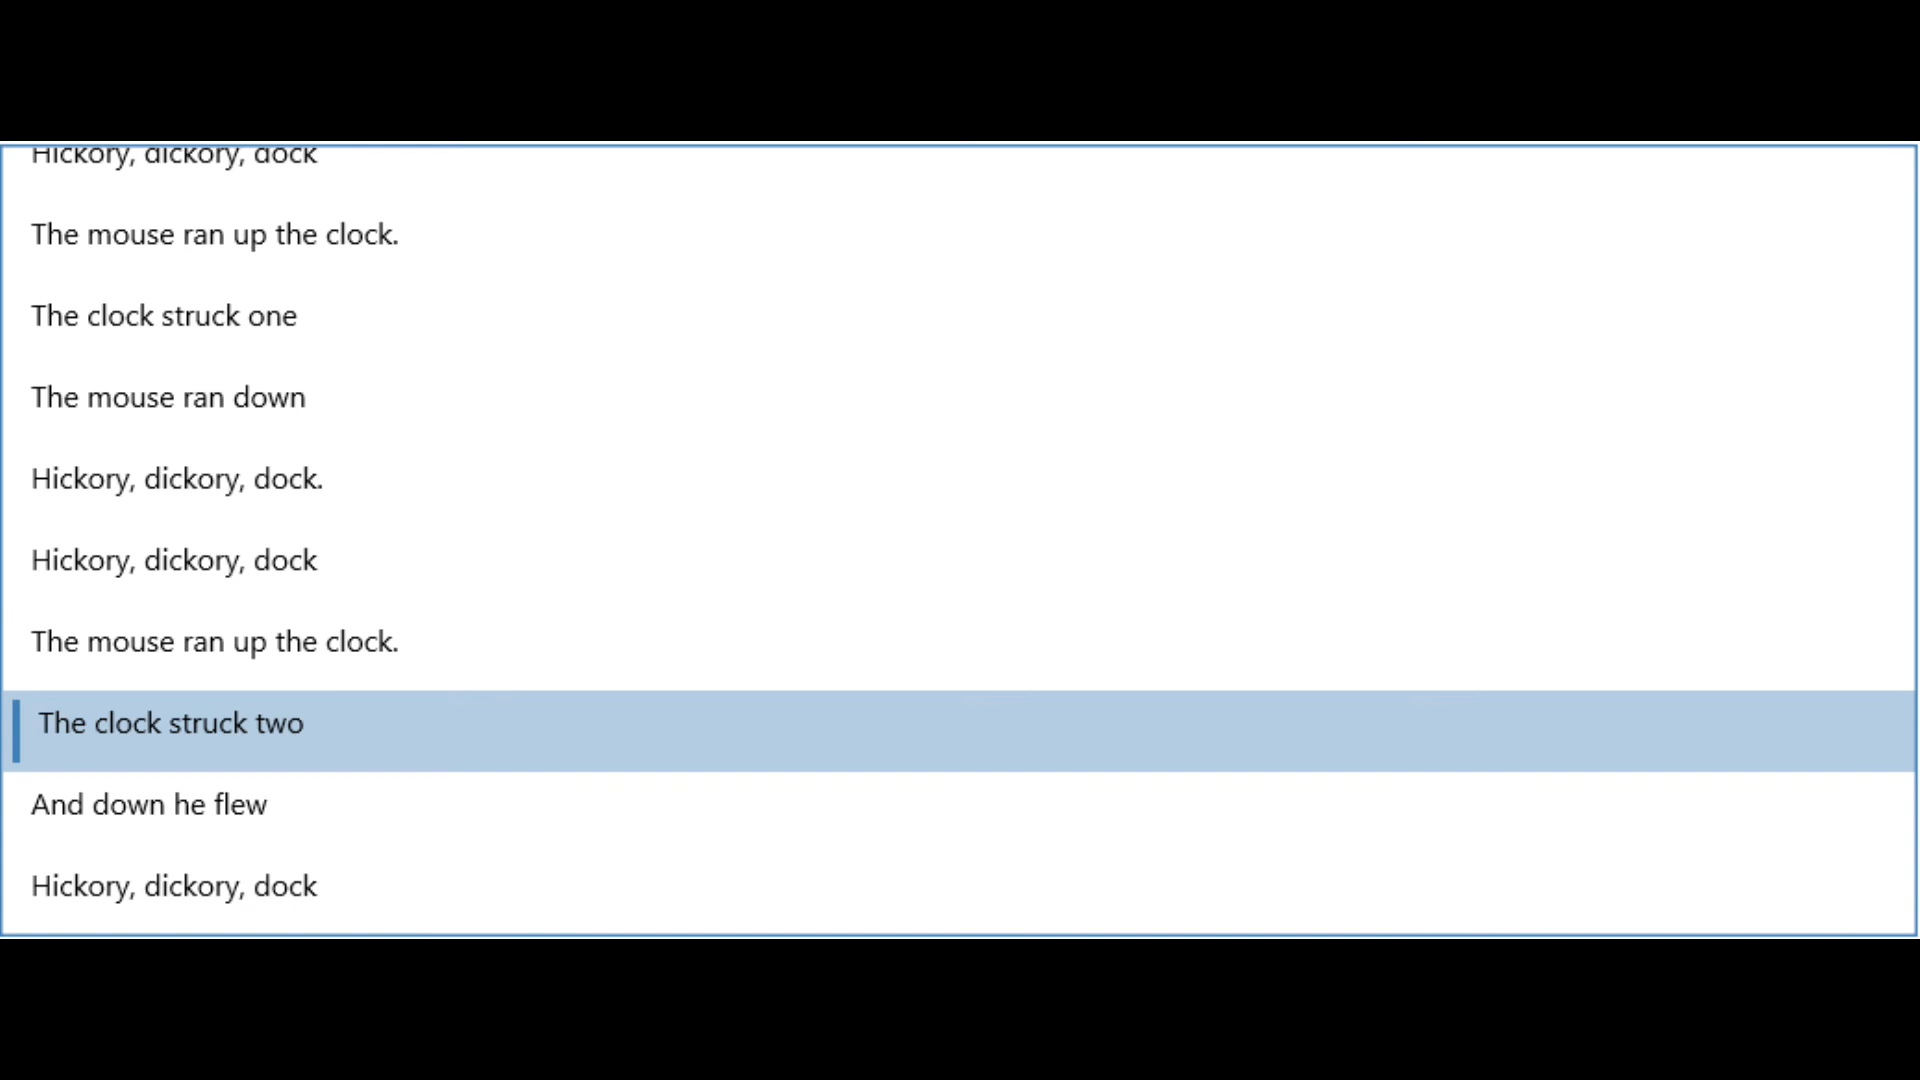 Hickory, dickory, dock
The mouse ran up the clock.
The clock struck one
The mouse ran down
Hickory, dickory, dock.
Hickory, dickory, dock
The mouse ran up the clock.
The clock struck two
And down he flew
Hickory, dickory, dock